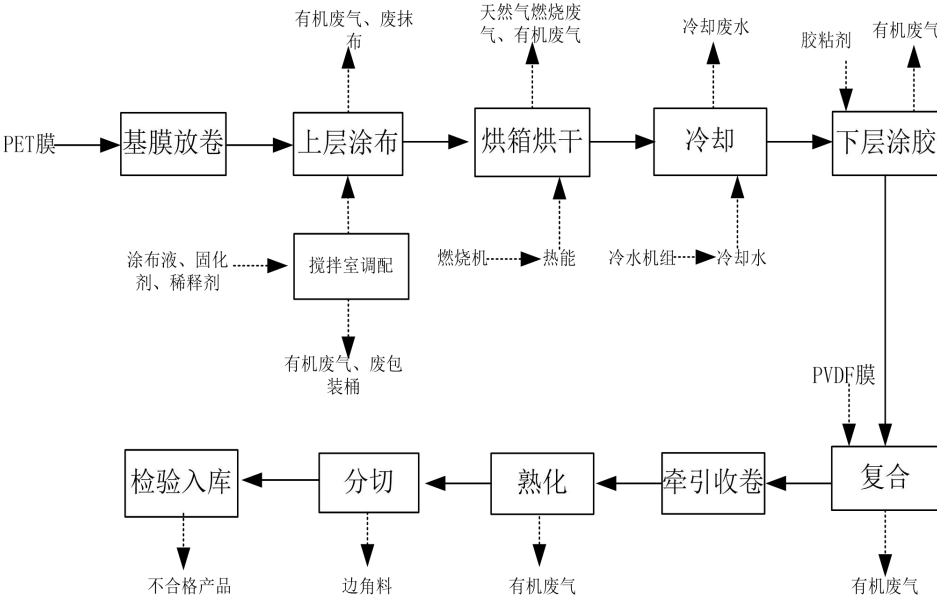 有机废气、废抹
布
天然气燃烧废
气、有机废气
冷却废水
胶粘剂
有机废气
PET膜
基膜放卷
上层涂布
烘箱烘干
冷却
下层涂胶
涂布液、固化
剂、稀释剂
搅拌室调配
燃烧机
热能
冷水机组
冷却水
有机废气、废包
装桶
PVDF膜
检验入库
分切
熟化
牵引收卷
复合
不合格产品
边角料
有机废气
有机废气